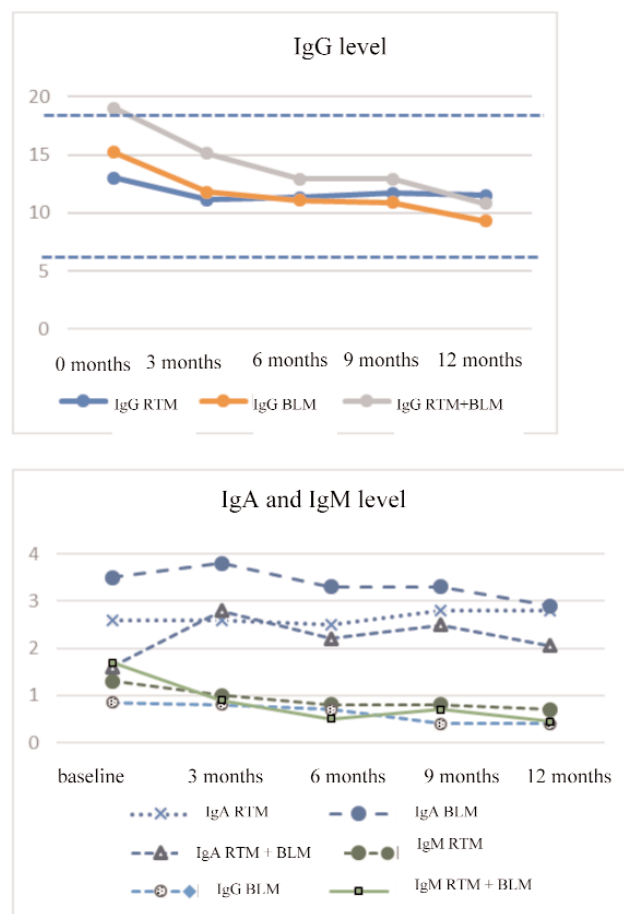 IgG level
20
15
10
5
0
0 months 3 months 6 months 9 months 12 months
IgG RTM IgG BLM IgG RTM+BLM
IgA and IgM level
4
3
2
1
0
baseline 3 months 6 months 9 months 12 months
IgA RTM IgA BLM
IgA RTM + BLM IgM RTM
IgG BLM IgM RTM + BLM